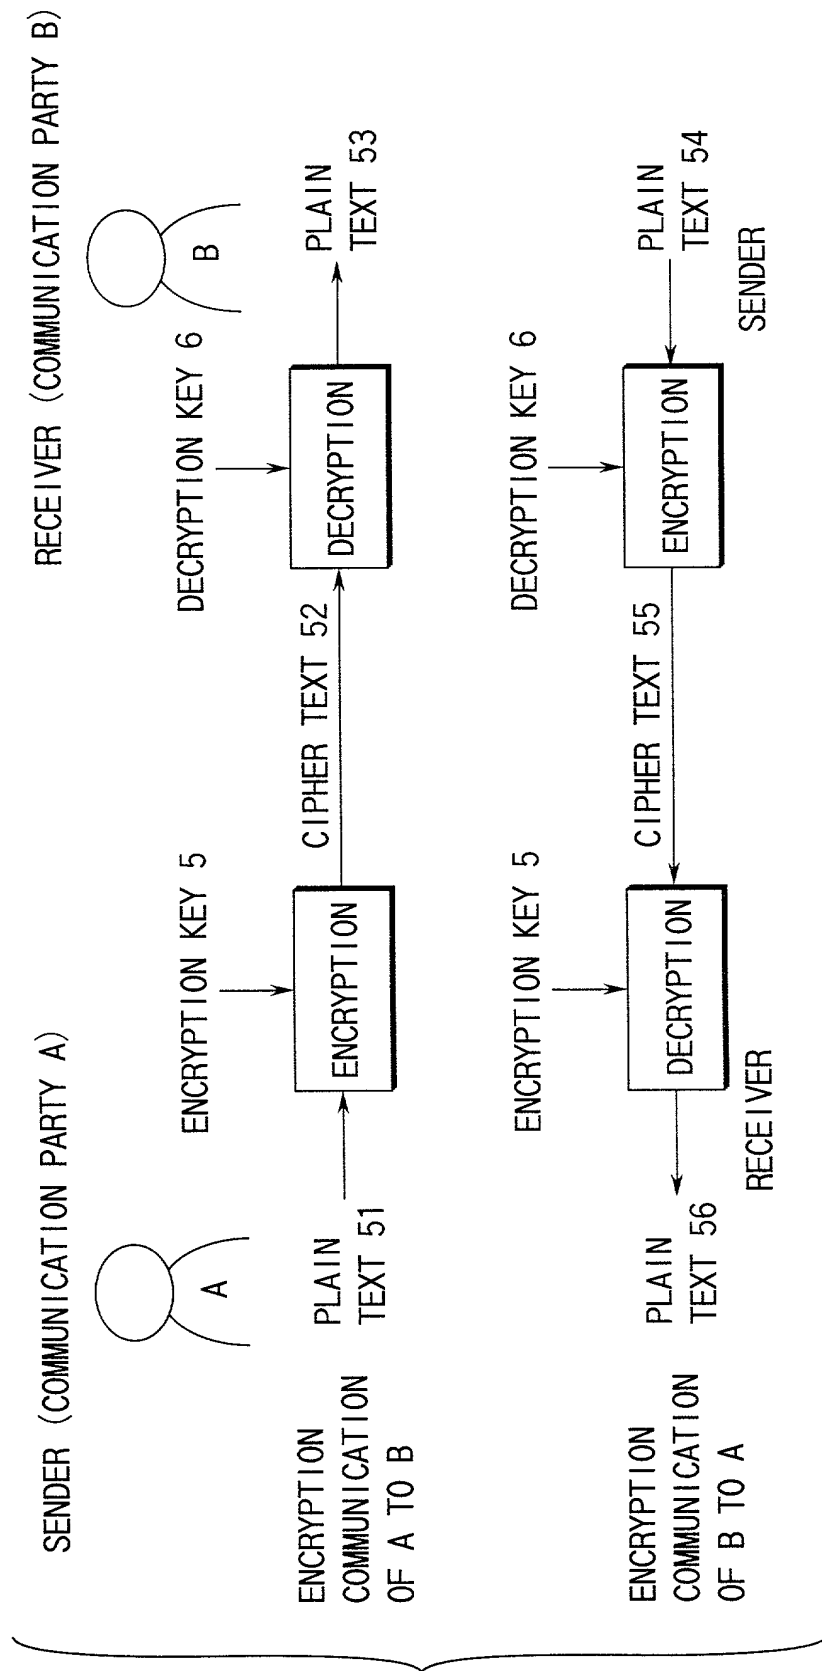 SENDER (COMMUNICATION PARTY A)
RECEIVER (COMMUNICATION PARTY B)
A
B
ENCRYPTION KEY 5
DECRYPTION KEY 6
ENCRYPTION
COMMUNICATION
OF A TO B
PLAIN
TEXT 51
ENCRYPTION
CIPHER TEXT 52
DECRYPTION
PLAIN
TEXT 53
ENCRYPTION KEY 5
DECRYPTION KEY 6
ENCRYPTION
COMMUNICATION
OF B TO A
PLAIN
TEXT 56
DECRYPTION
CIPHER TEXT 55
ENCRYPTION
PLAIN
TEXT 54
RECEIVER
SENDER